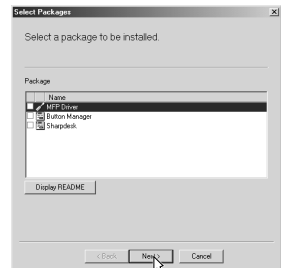 Select Packages
Select a package to be installed.
Package
Name
MFP Driver
Button Manager
Sharpdesk
Display README
< Back Next > Cancel